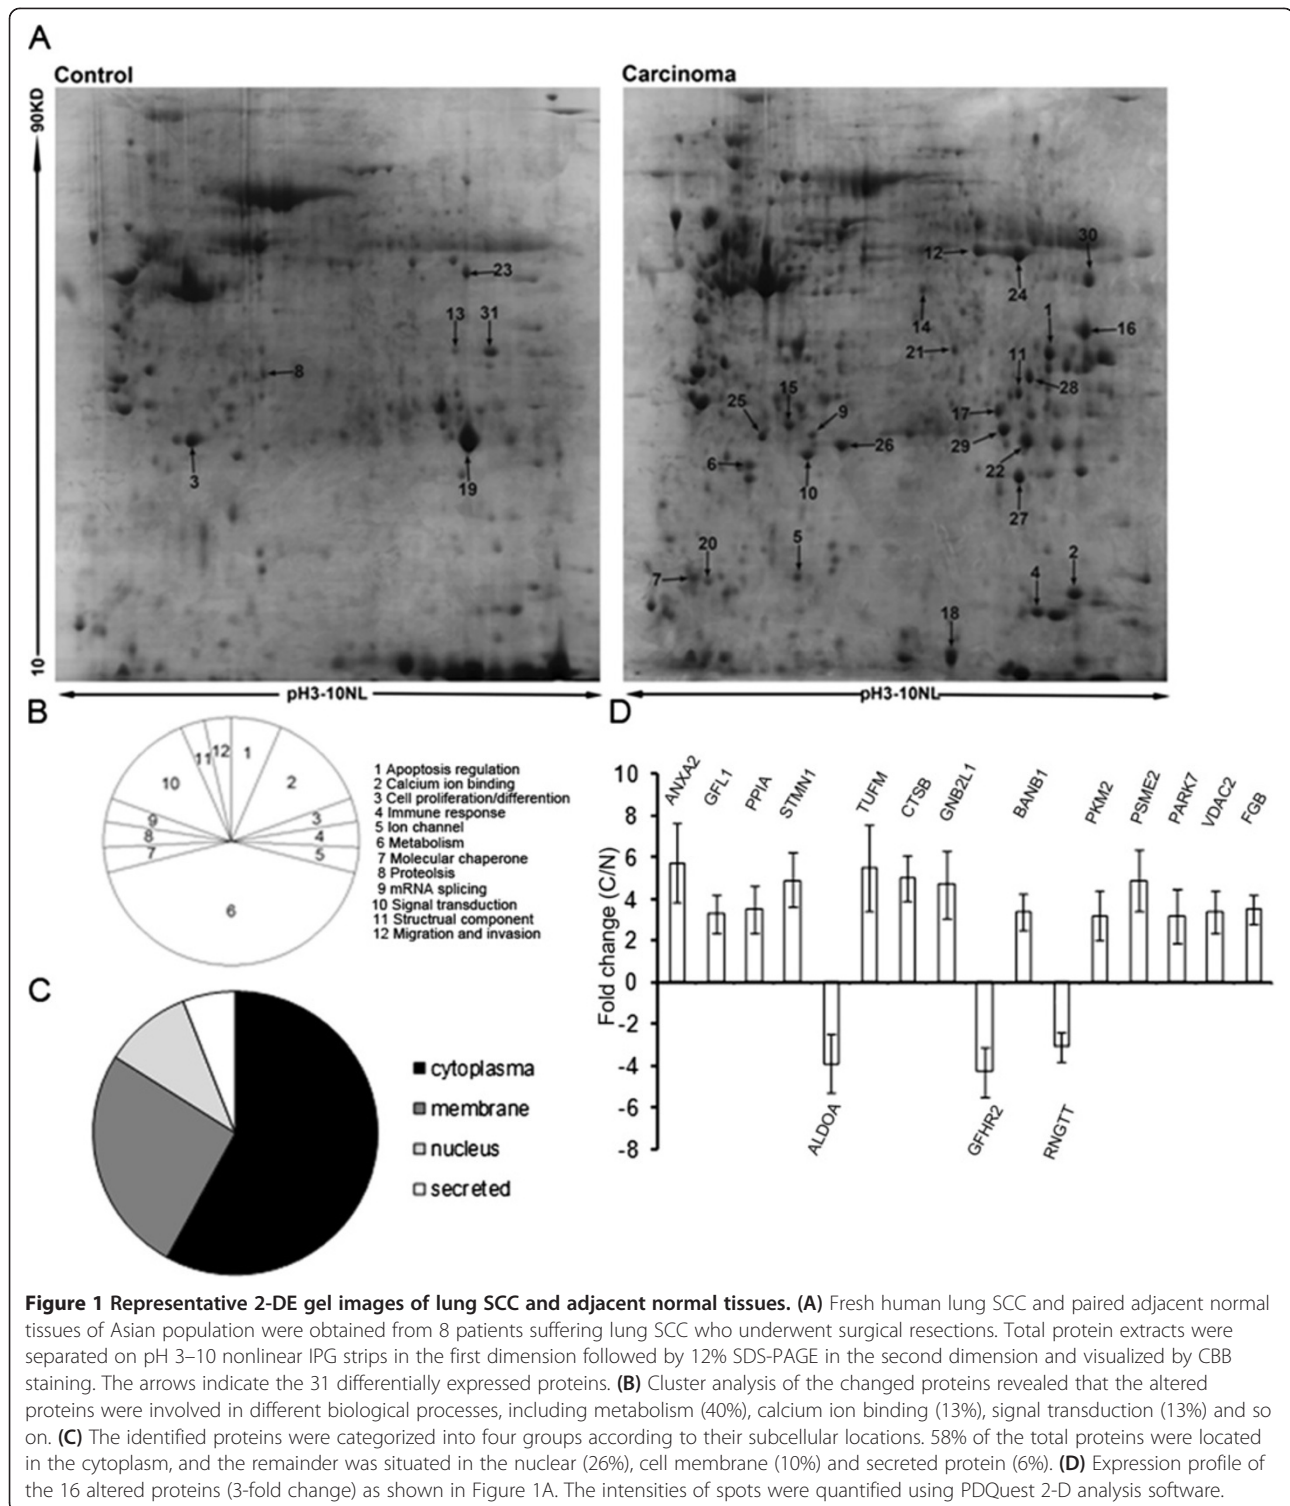 A
Control
Carcinoma
90KD
10
23
13 31
8
3
19
12
30
24
14
1
16
21
11
28
15
25
9
17
26
29
22
6
10
27
20
5
7
2
4
18
pH3-10NL
pH3-10NL
B
1
2
3
4
5
6
7
8
9
10
11
12
1 Apoptosis regulation
2 Calcium ion binding
3 Cell proliferation/differention
4 Immune response
5 Ion channel
6 Metabolism
7 Molecular chaperone
8 Proteolsis
9 mRNA splicing
10 Signal transduction
11 Structrual component
12 Migration and invasion
C
cytoplasma
membrane
nucleus
secreted
D
Fold change (C/N)
10
8
6
4
2
0
-2
-4
-6
-8
ANXA2
GFL1
PPIA
STMN1
ALDOA
TUFM
CTSB
GNB2L1
GFHR2
BANB1
RNGTT
PKM2
PSME2
PARK7
VDAC2
FGB
Figure 1 Representative 2-DE gel images of lung SCC and adjacent normal tissues. (A) Fresh human lung SCC and paired adjacent normal
tissues of Asian population were obtained from 8 patients suffering lung SCC who underwent surgical resections. Total protein extracts were
separated on pH 3–10 nonlinear IPG strips in the first dimension followed by 12% SDS-PAGE in the second dimension and visualized by CBB
staining. The arrows indicate the 31 differentially expressed proteins. (B) Cluster analysis of the changed proteins revealed that the altered
proteins were involved in different biological processes, including metabolism (40%), calcium ion binding (13%), signal transduction (13%) and so
on. (C) The identified proteins were categorized into four groups according to their subcellular locations. 58% of the total proteins were located
in the cytoplasm, and the remainder was situated in the nuclear (26%), cell membrane (10%) and secreted protein (6%). (D) Expression profile of
the 16 altered proteins (3-fold change) as shown in Figure 1A. The intensities of spots were quantified using PDQuest 2-D analysis software.